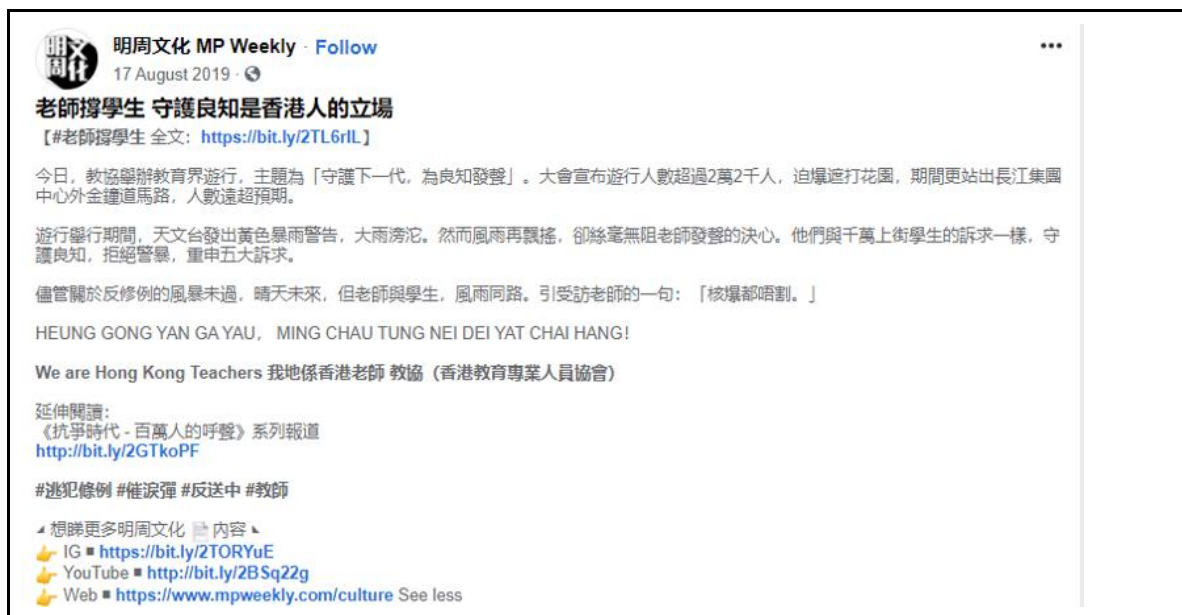 明周文化
明周文化 MP Weekly · Follow
17 August 2019 ·
老師撐學生 守護良知是香港人的立場
【#老師撐學生 全文：https://bit.ly/2TL6rIL】
今日，教協舉辦教育界遊行，主題為「守護下一代，為良知發聲」。大會宣布遊行人數超過2萬2千人，迫爆遮打花園，期間更站出長江集團
中心外金鐘道馬路，人數遠超預期。
遊行舉行期間，天文台發出黃色暴雨警告，大雨滂沱。然而風雨再飄搖，卻絲毫無阻老師發聲的決心。他們與千萬上街學生的訴求一樣，守
護良知，拒絕警暴，重申五大訴求。
儘管關於反修例的風暴未過，晴天未來，但老師與學生，風雨同路。引受訪老師的一句：「核爆都唔割。」
HEUNG GONG YAN GA YAU， MING CHAU TUNG NEI DEI YAT CHAI HANG！
We are Hong Kong Teachers 我地係香港老師 教協（香港教育專業人員協會）
延伸閱讀：
《抗爭時代 - 百萬人的呼聲》系列報道
http://bit.ly/2GTkoPF
#逃犯條例 #催淚彈 #反送中 #教師
◢ 想睇更多明周文化 📄 內容 ◣
👉 IG ◾ https://bit.ly/2TORYuE
👉 YouTube ◾ http://bit.ly/2BSq22g
👉 Web ◾ https://www.mpweekly.com/culture See less